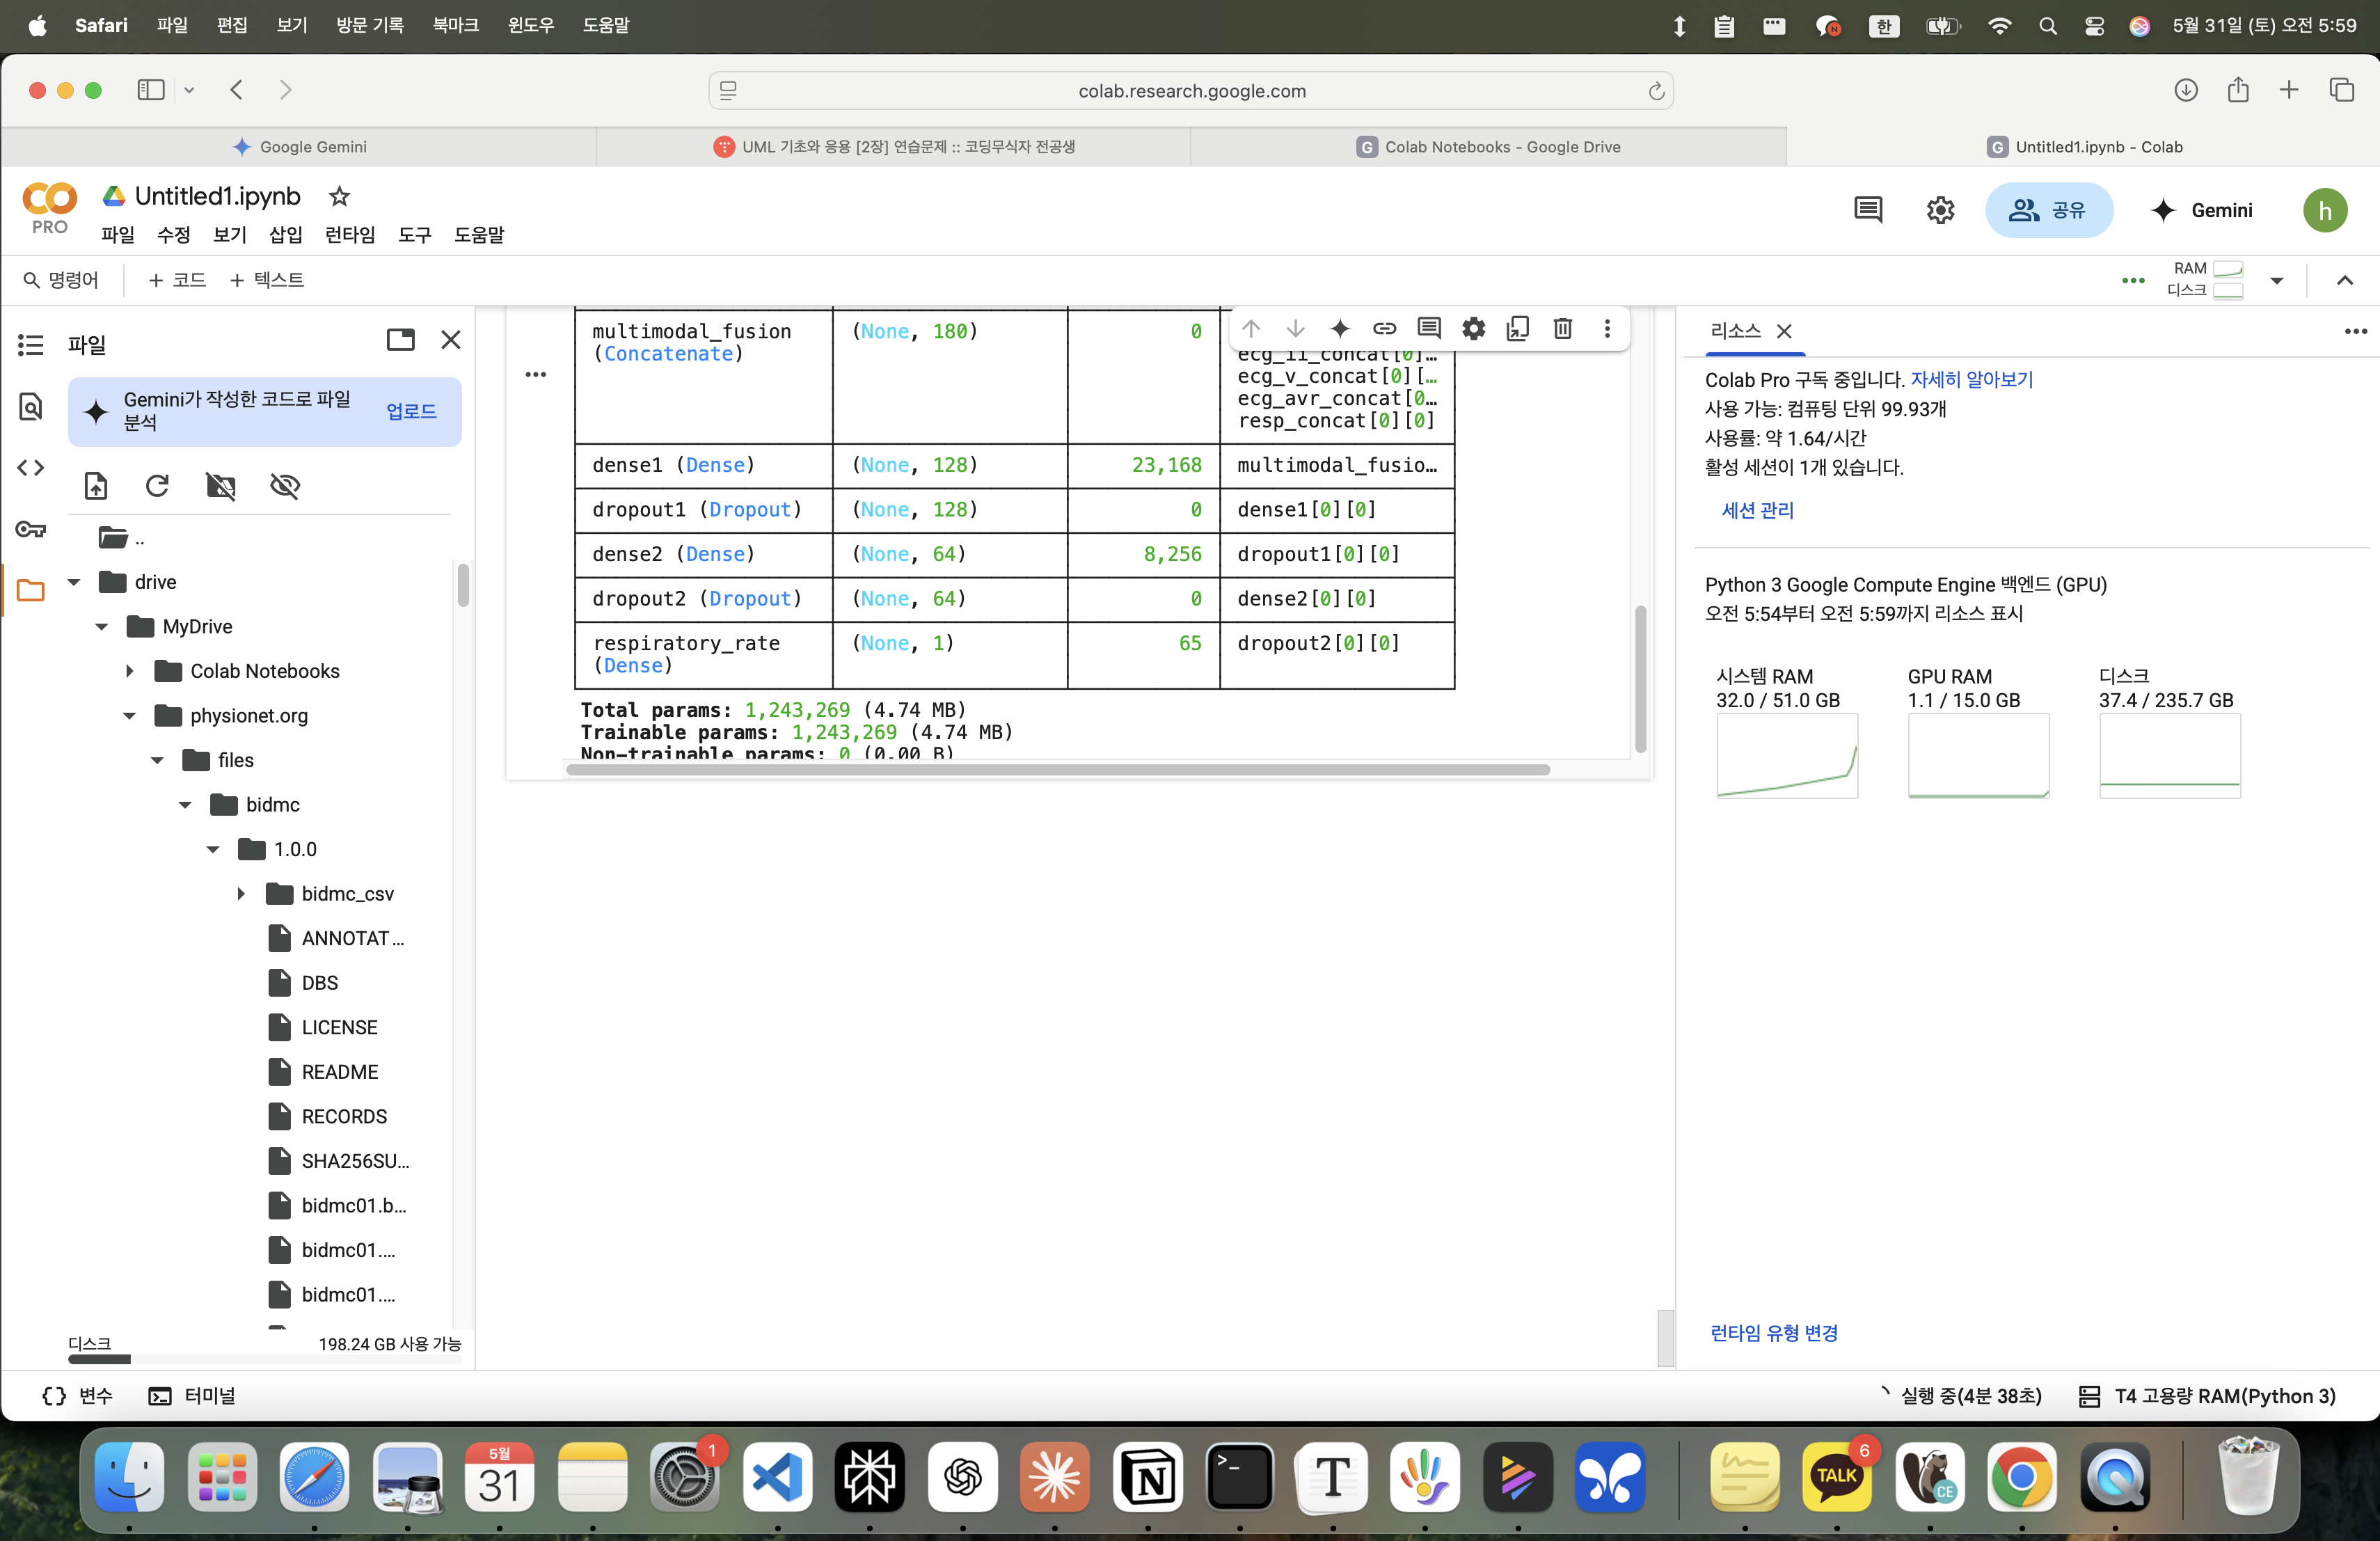 Safari 파일 편집 보기 방문 기록 북마크 윈도우 도움말
한
5월 31일 (토) 오전 5:59
colab.research.google.com
Google Gemini
UML 기초와 응용 [2장] 연습문제 :: 코딩무식자 전공생
G Colab Notebooks - Google Drive
G Untitled1.ipynb - Colab
PRO
Untitled1.ipynb
파일 수정 보기 삽입 런타임 도구 도움말
공유
Gemini
h
명령어
+ 코드 + 텍스트
RAM
디스크
파일
Gemini가 작성한 코드로 파일
분석
업로드
..
drive
MyDrive
Colab Notebooks
physionet.org
files
bidmc
1.0.0
bidmc_csv
ANNOTAT...
DBS
LICENSE
README
RECORDS
SHA256SU...
bidmc01.b...
bidmc01....
bidmc01....
디스크
198.24 GB 사용 가능
multimodal_fusion (None, 180) 0
(Concatenate)
ecg_ii_concat[0]…
ecg_v_concat[0][…
ecg_avr_concat[0…
resp_concat[0][0]
dense1 (Dense) (None, 128) 23,168 multimodal_fusio…
dropout1 (Dropout) (None, 128) 0 dense1[0][0]
dense2 (Dense) (None, 64) 8,256 dropout1[0][0]
dropout2 (Dropout) (None, 64) 0 dense2[0][0]
respiratory_rate (None, 1) 65 dropout2[0][0]
(Dense)
Total params: 1,243,269 (4.74 MB)
Trainable params: 1,243,269 (4.74 MB)
Non-trainable params: 0 (0.00 B)
리소스
Colab Pro 구독 중입니다. 자세히 알아보기
사용 가능: 컴퓨팅 단위 99.93개
사용률: 약 1.64/시간
활성 세션이 1개 있습니다.
세션 관리
Python 3 Google Compute Engine 백엔드 (GPU)
오전 5:54부터 오전 5:59까지 리소스 표시
시스템 RAM
32.0 / 51.0 GB
GPU RAM
1.1 / 15.0 GB
디스크
37.4 / 235.7 GB
런타임 유형 변경
변수
터미널
실행 중(4분 38초)
T4 고용량 RAM(Python 3)
5월
31
1
N
T
TALK
6
CE